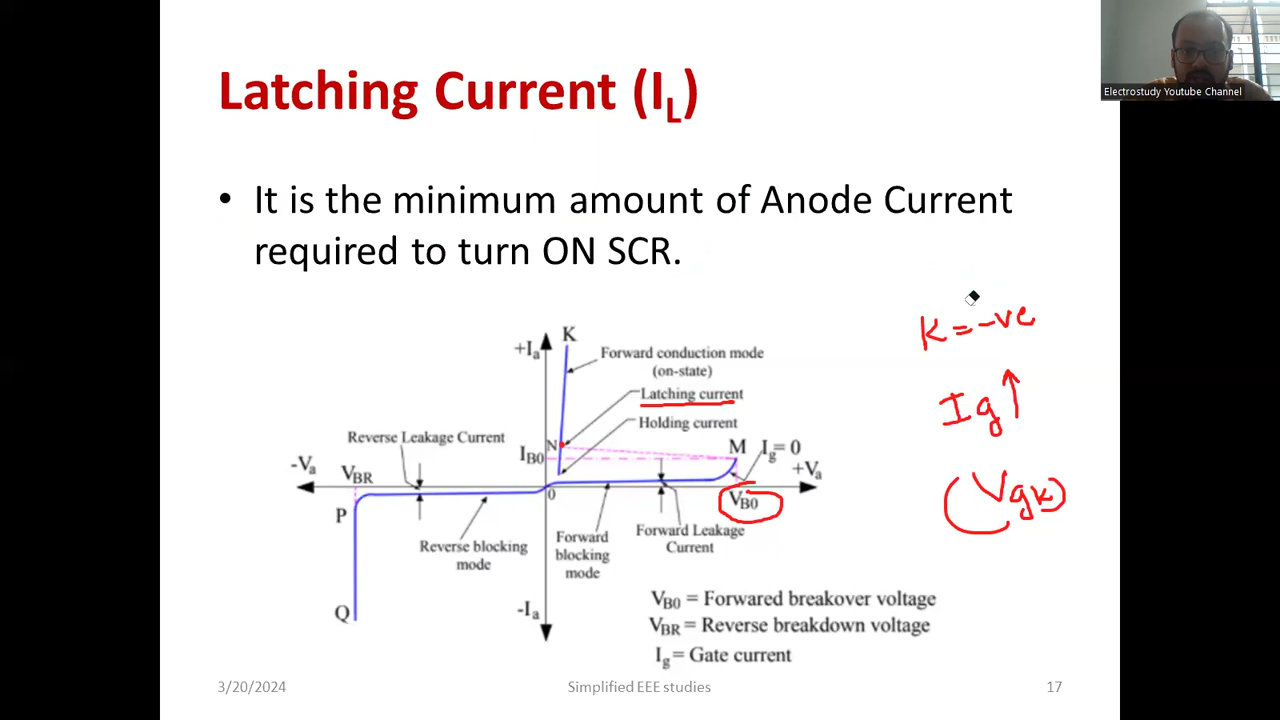 Electrostudy Youtube Channel
Latching Current (IL)
• It is the minimum amount of Anode Current
required to turn ON SCR.
K = -ve
Ig↑
(Vgk)
+Ia
K
Forward conduction mode
(on-state)
Latching current
Holding current
Reverse Leakage Current
N
IB0
M
Ig= 0
-Va
VBR
+Va
0
VB0
P
Reverse blocking
mode
Forward
blocking
mode
Forward Leakage
Current
Q
-Ia
VB0 = Forwared breakover voltage
VBR = Reverse breakdown voltage
Ig = Gate current
3/20/2024
Simplified EEE studies
17